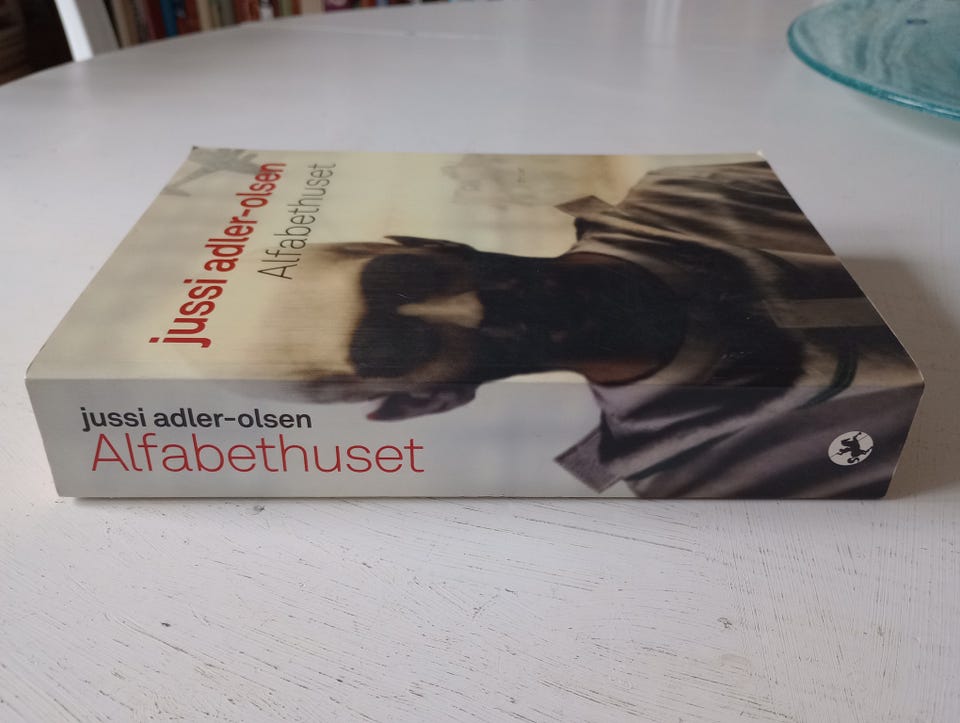 jussi adler-olsen
Alfabethuset
jussi adler-olsen
Alfabethuset